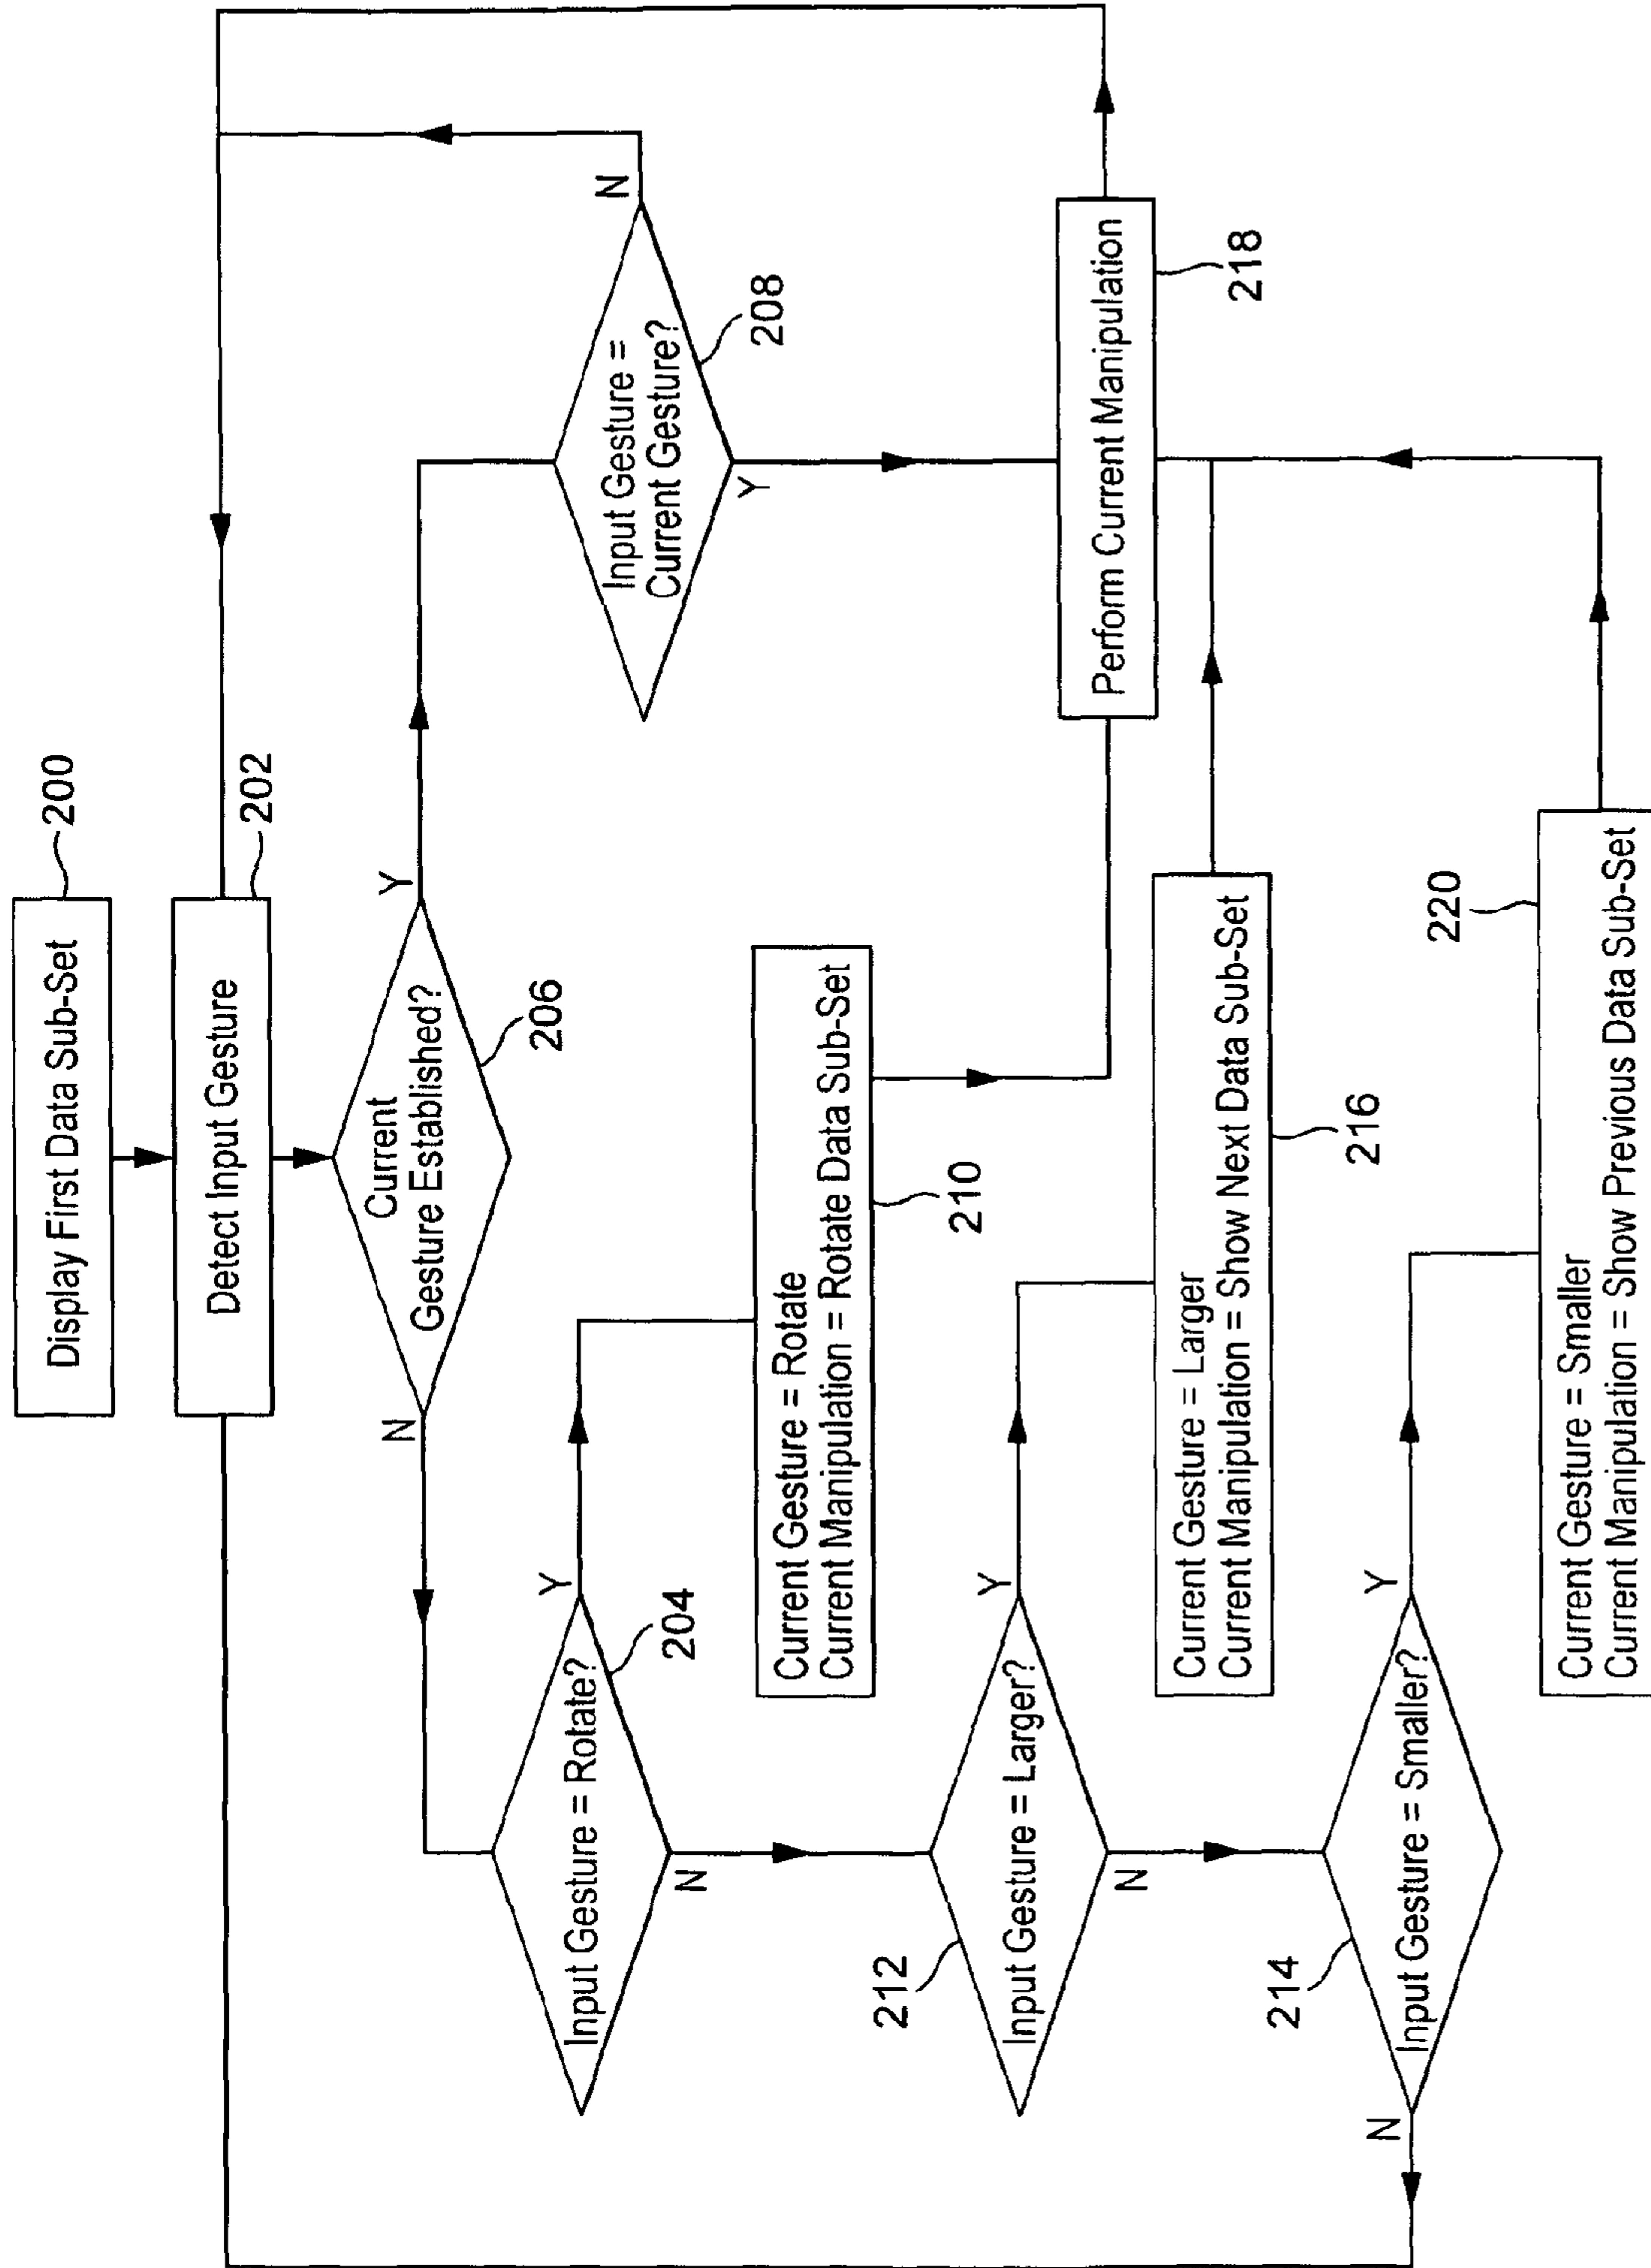 Display First Data Sub-Set
200
Detect Input Gesture
202
Current
Gesture Established?
206
N
Y
Input Gesture = Rotate?
204
Y
N
Input Gesture =
Current Gesture?
208
N
Y
Current Gesture = Rotate
Current Manipulation = Rotate Data Sub-Set
210
Input Gesture = Larger?
212
Y
N
Perform Current Manipulation
218
Current Gesture = Larger
Current Manipulation = Show Next Data Sub-Set
216
Input Gesture = Smaller?
214
Y
N
Current Gesture = Smaller
Current Manipulation = Show Previous Data Sub-Set
220